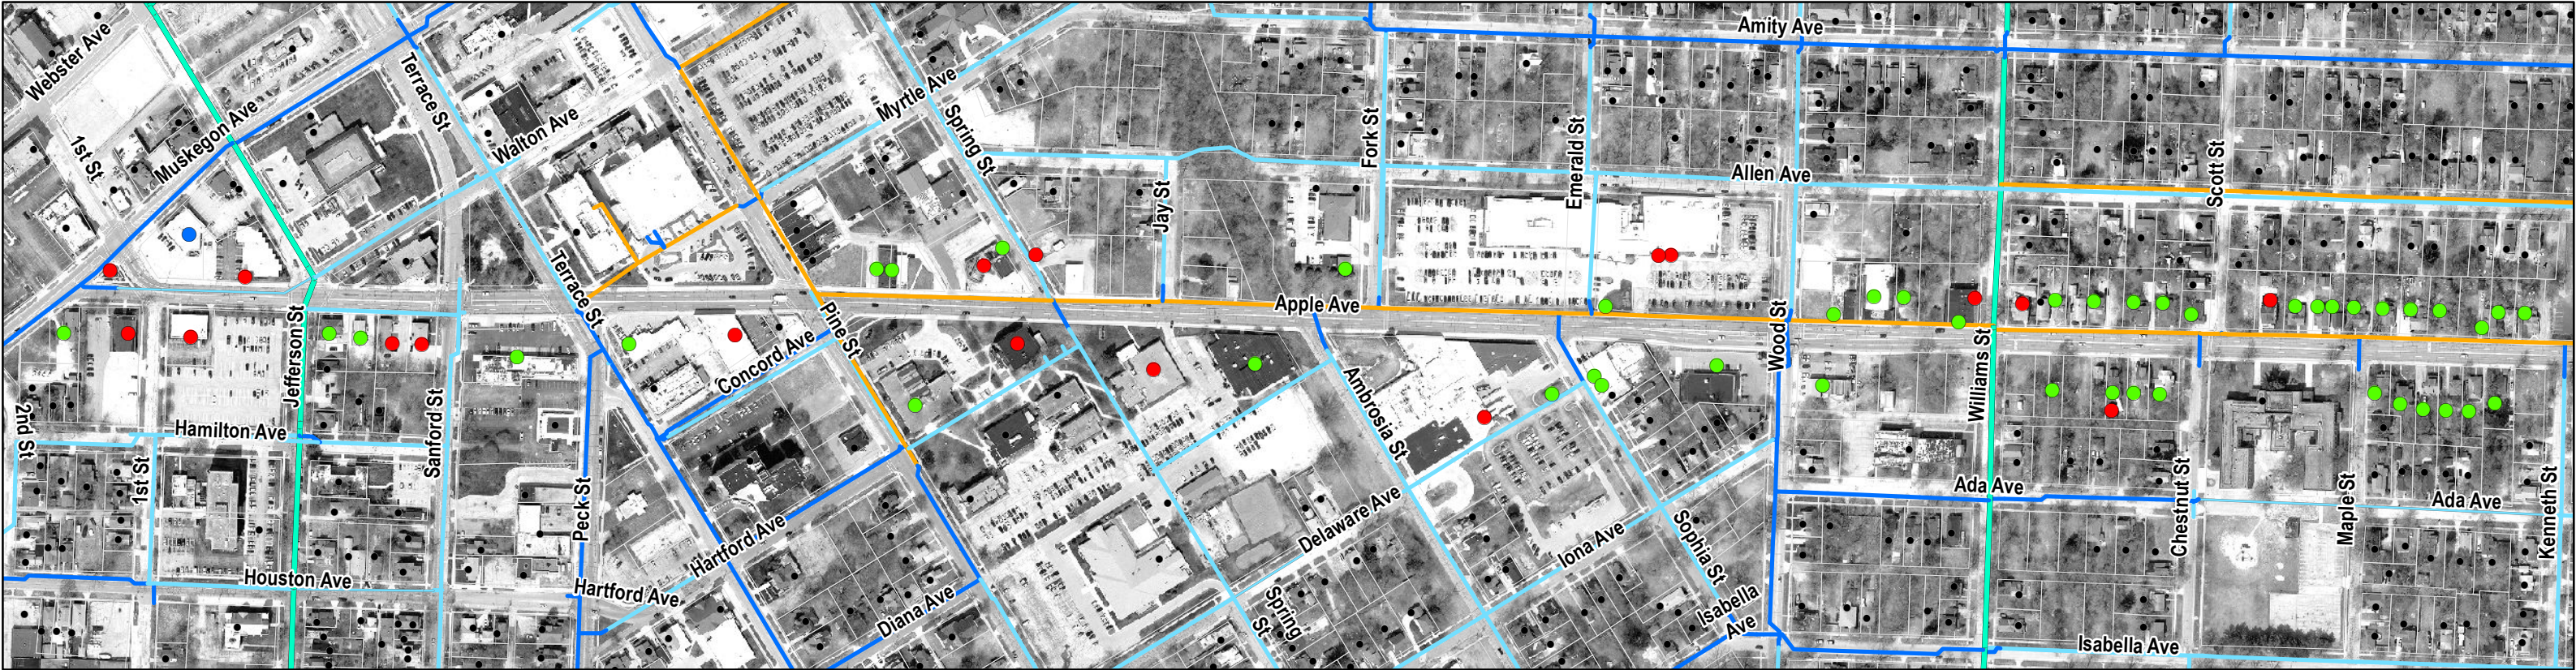 Webster Ave
1st St
Muskegon Ave
Terrace St
Walton Ave
Myrtle Ave
Spring St
Amity Ave
Fork St
Emerald St
Allen Ave
Scott St
Jay St
Terrace St
Jefferson St
Pine St
Apple Ave
Wood St
Williams St
Concord Ave
Ambrosia St
2nd St
Hamilton Ave
Sanford St
1st St
Peck St
Delaware Ave
Ada Ave
Chestnut St
Maple St
Ada Ave
Kenneth St
Hartford Ave
Iona Ave
Sophia St
Houston Ave
Hartford Ave
Diana Ave
Spring
St
Isabella
Ave
Isabella Ave